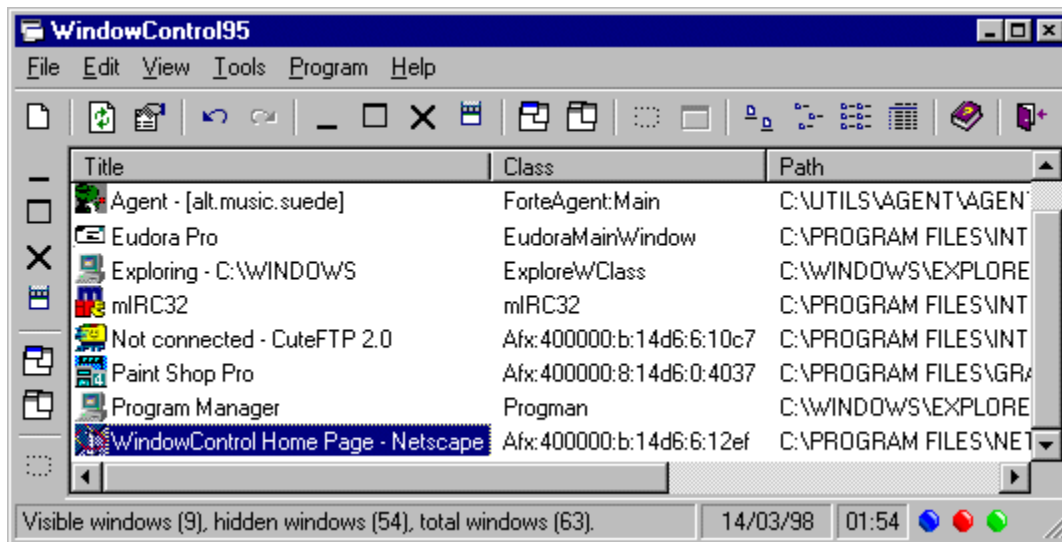 WindowControl95
File Edit View Tools Program Help
Title Class Path
Agent - [alt.music.suede] ForteAgent:Main C:\UTILS\AGENT\AGEN
Eudora Pro EudoraMainWindow C:\PROGRAM FILES\INT
Exploring - C:\WINDOWS ExploreWClass C:\WINDOWS\EXPLORE
mIRC32 mIRC32 C:\PROGRAM FILES\INT
Not connected - CuteFTP 2.0 Afx:400000:b:14d6:6:10c7 C:\PROGRAM FILES\INT
Paint Shop Pro Afx:400000:8:14d6:0:4037 C:\PROGRAM FILES\GRA
Program Manager Progman C:\WINDOWS\EXPLORE
WindowControl Home Page - Netscape Afx:400000:b:14d6:6:12ef C:\PROGRAM FILES\NET
Visible windows (9), hidden windows (54), total windows (63). 14/03/98 01:54